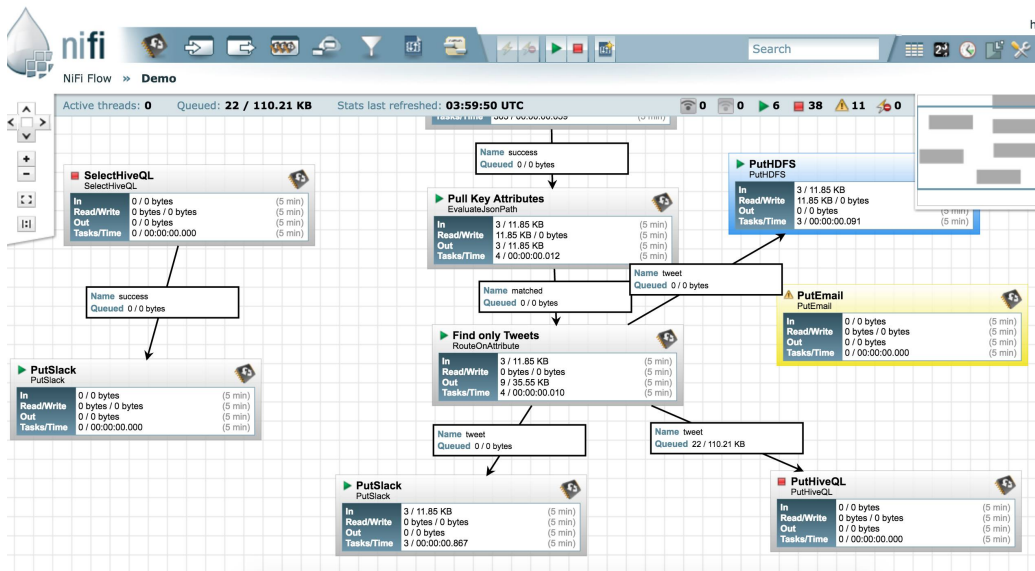 h
nifi
Search
NiFi Flow » Demo
Active threads: 0 Queued: 22 / 110.21 KB Stats last refreshed: 03:59:50 UTC 0 0 6 38 11 0
Tasks/Time 303 / 00:00:00.039 (5 min)
Name success
Queued 0 / 0 bytes
SelectHiveQL
SelectHiveQL
In 0 / 0 bytes (5 min)
Read/Write 0 bytes / 0 bytes (5 min)
Out 0 / 0 bytes (5 min)
Tasks/Time 0 / 00:00:00.000 (5 min)
Pull Key Attributes
EvaluateJsonPath
In 3 / 11.85 KB (5 min)
Read/Write 11.85 KB / 0 bytes (5 min)
Out 3 / 11.85 KB (5 min)
Tasks/Time 4 / 00:00:00.012 (5 min)
PutHDFS
PutHDFS
In 3 / 11.85 KB
Read/Write 11.85 KB / 0 bytes
Out 0 / 0 bytes (5 min)
Tasks/Time 3 / 00:00:00.091 (5 min)
Name tweet
Queued 0 / 0 bytes
Name success
Queued 0 / 0 bytes
Name matched
Queued 0 / 0 bytes
PutEmail
PutEmail
In 0 / 0 bytes (5 min)
Read/Write 0 bytes / 0 bytes (5 min)
Out 0 / 0 bytes (5 min)
Tasks/Time 0 / 00:00:00.000 (5 min)
Find only Tweets
RouteOnAttribute
In 3 / 11.85 KB (5 min)
Read/Write 0 bytes / 0 bytes (5 min)
Out 9 / 35.55 KB (5 min)
Tasks/Time 4 / 00:00:00.010 (5 min)
PutSlack
PutSlack
In 0 / 0 bytes (5 min)
Read/Write 0 bytes / 0 bytes (5 min)
Out 0 / 0 bytes (5 min)
Tasks/Time 0 / 00:00:00.000 (5 min)
Name tweet
Queued 0 / 0 bytes
Name tweet
Queued 22 / 110.21 KB
PutSlack
PutSlack
In 3 / 11.85 KB (5 min)
Read/Write 0 bytes / 0 bytes (5 min)
Out 0 / 0 bytes (5 min)
Tasks/Time 3 / 00:00:00.867 (5 min)
PutHiveQL
PutHiveQL
In 0 / 0 bytes (5 min)
Read/Write 0 bytes / 0 bytes (5 min)
Out 0 / 0 bytes (5 min)
Tasks/Time 0 / 00:00:00.000 (5 min)